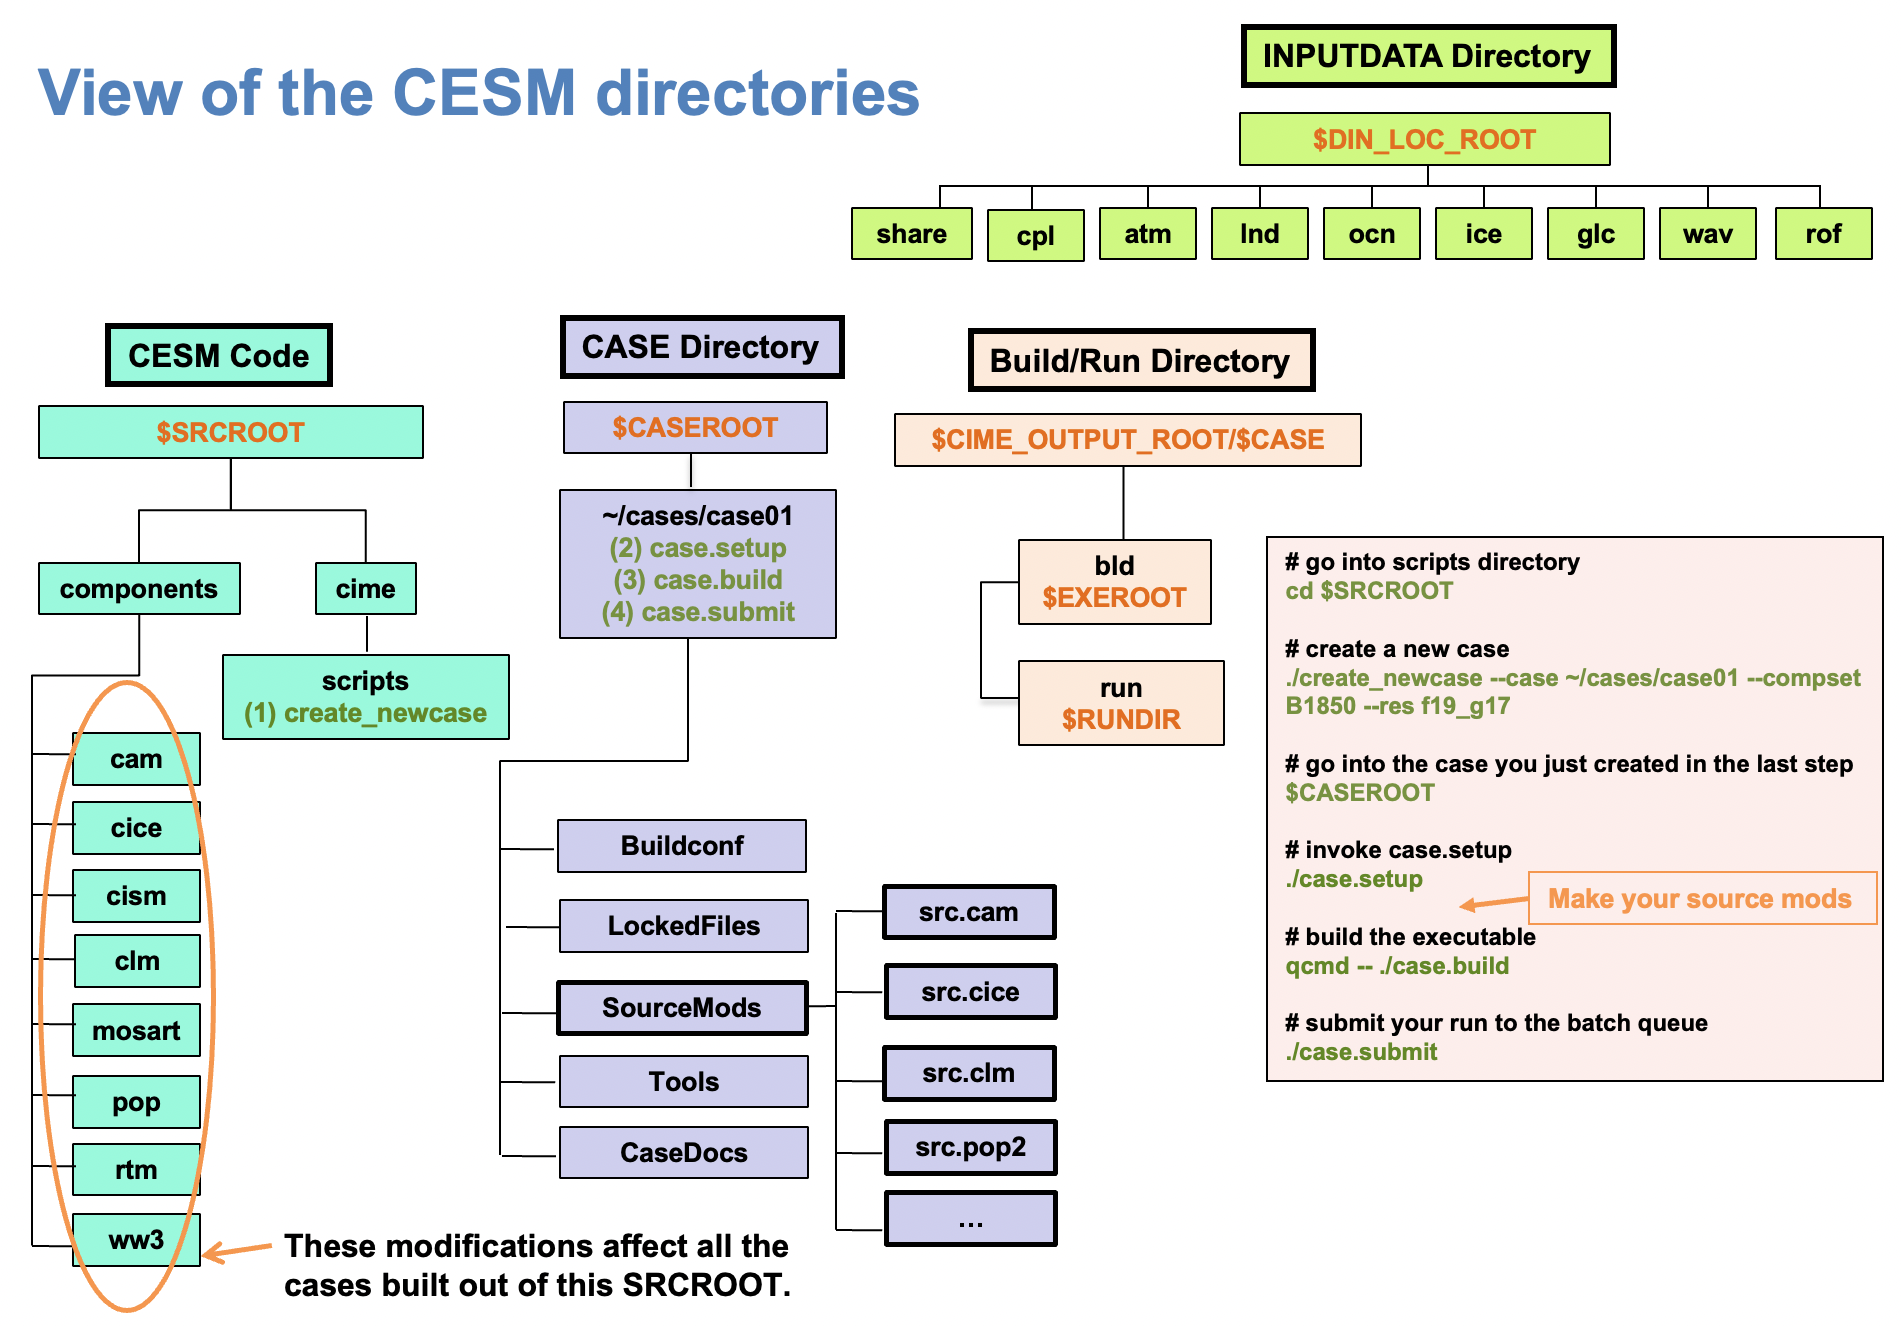 View of the CESM directories
INPUTDATA Directory
$DIN_LOC_ROOT
share
cpl
atm
lnd
ocn
ice
glc
wav
rof
CESM Code
$SRCROOT
components
cime
scripts
(1) create_newcase
cam
cice
cism
clm
mosart
pop
rtm
ww3
These modifications affect all the
cases built out of this SRCROOT.
CASE Directory
$CASEROOT
~/cases/case01
(2) case.setup
(3) case.build
(4) case.submit
Buildconf
LockedFiles
SourceMods
Tools
CaseDocs
src.cam
src.cice
src.clm
src.pop2
...
Build/Run Directory
$CIME_OUTPUT_ROOT/$CASE
bld
$EXEROOT
run
$RUNDIR
# go into scripts directory
cd $SRCROOT
# create a new case
./create_newcase --case ~/cases/case01 --compset
B1850 --res f19_g17
# go into the case you just created in the last step
$CASEROOT
# invoke case.setup
./case.setup
Make your source mods
# build the executable
qcmd -- ./case.build
# submit your run to the batch queue
./case.submit